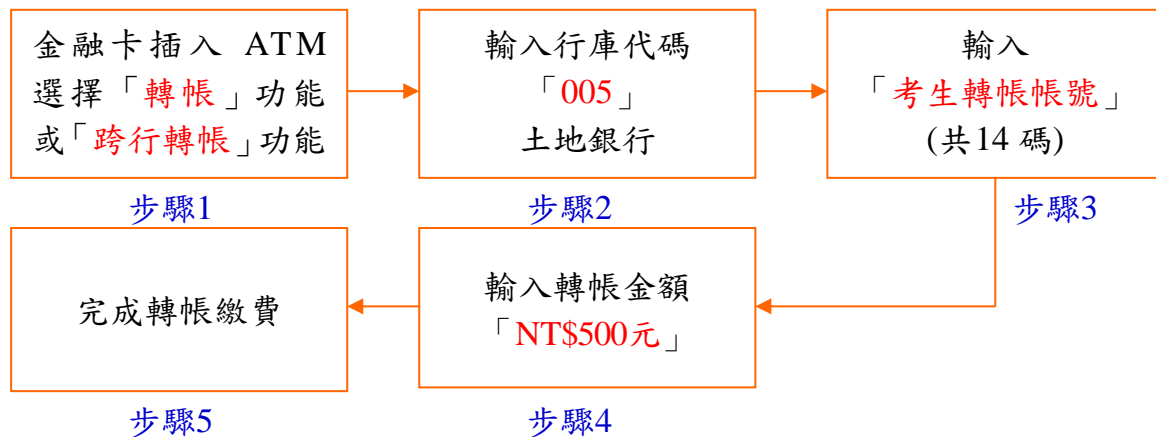 金融卡插入 ATM
選擇「轉帳」功能
或「跨行轉帳」功能
步驟1
輸入行庫代碼
「005」
土地銀行
步驟2
輸入
「考生轉帳帳號」
(共14 碼)
步驟3
輸入轉帳金額
「NT$500元」
步驟4
完成轉帳繳費
步驟5